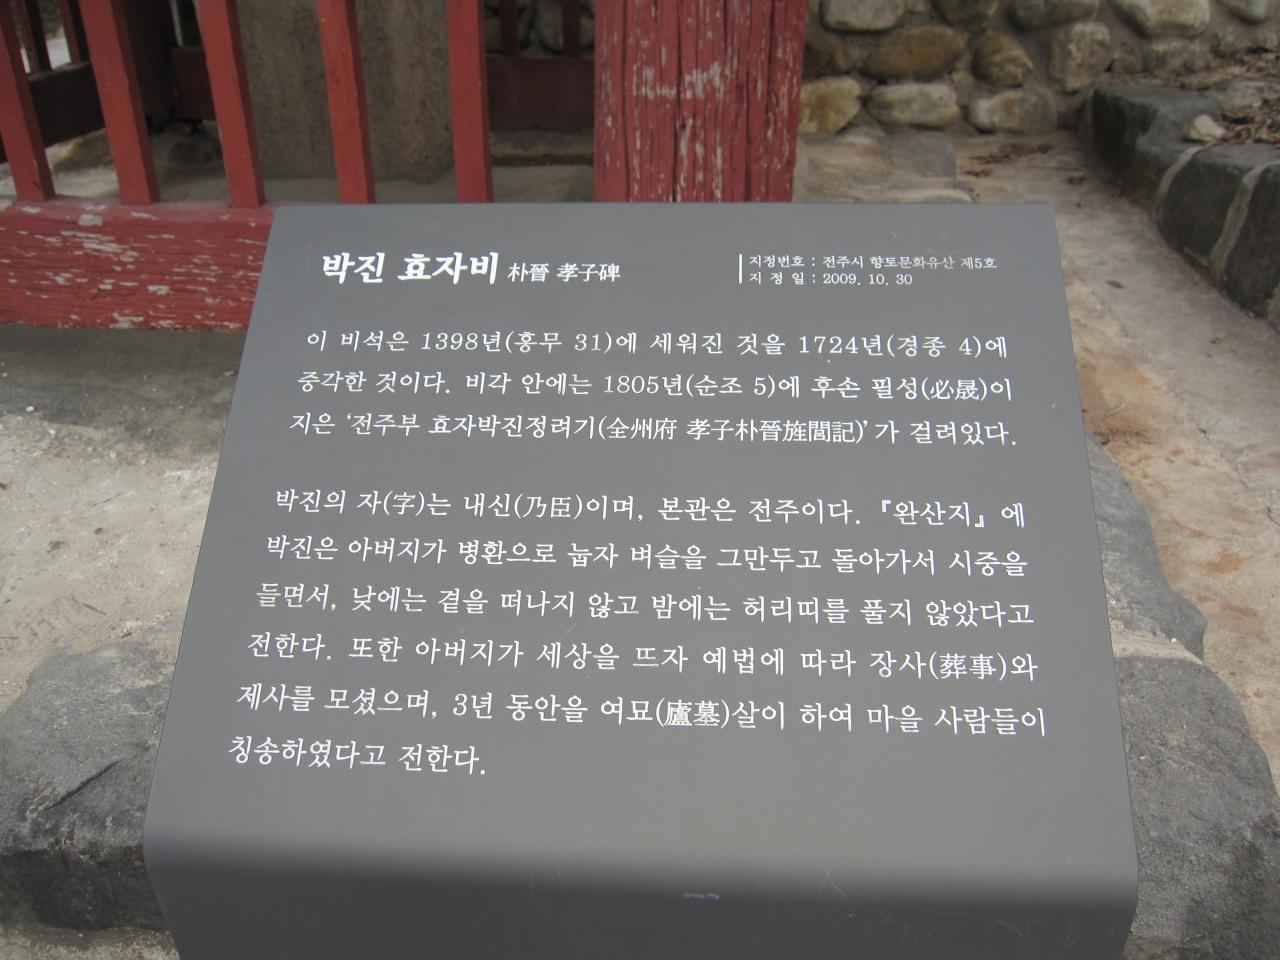 박진 효자비 朴晉 孝子碑
지정번호 : 전주시 향토문화유산 제5호
지 정 일 : 2009. 10. 30
이 비석은 1398년(홍무 31)에 세워진 것을 1724년(경종 4)에
중각한 것이다. 비각 안에는 1805년(순조 5)에 후손 필성(必晟)이
지은 '전주부 효자박진정려기(全州府 孝子朴晉旌閭記)'가 걸려있다.
박진의 자(字)는 내신(乃臣)이며, 본관은 전주이다. 『완산지』에
박진은 아버지가 병환으로 눕자 벼슬을 그만두고 돌아가서 시중을
들면서, 낮에는 곁을 떠나지 않고 밤에는 허리띠를 풀지 않았다고
전한다. 또한 아버지가 세상을 뜨자 예법에 따라 장사(葬事)와
제사를 모셨으며, 3년 동안을 여묘(廬墓)살이 하여 마을 사람들이
칭송하였다고 전한다.